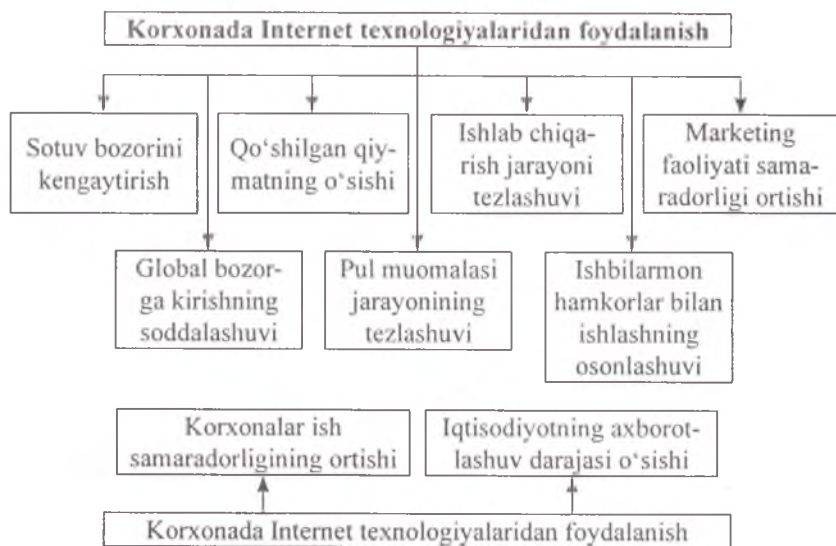 Korxonada Internet texnologiyalaridan foydalanish
Sotuv bozorini
kengaytirish
Qo‘shilgan qiy-
matning o‘sishi
Ishlab chiqa-
rish jarayoni
tezlashuvi
Marketing
faoliyati sama-
radorligi ortishi
Global bozor-
ga kirishning
soddalashuvi
Pul muomalasi
jarayonining
tezlashuvi
Ishbilarmon
hamkorlar bilan
ishlashning
osonlashuvi
Korxonalar ish
samaradorligining ortishi
Iqtisodiyotning axborot-
lashuv darajasi o‘sishi
Korxonada Internet texnologiyalaridan foydalanish